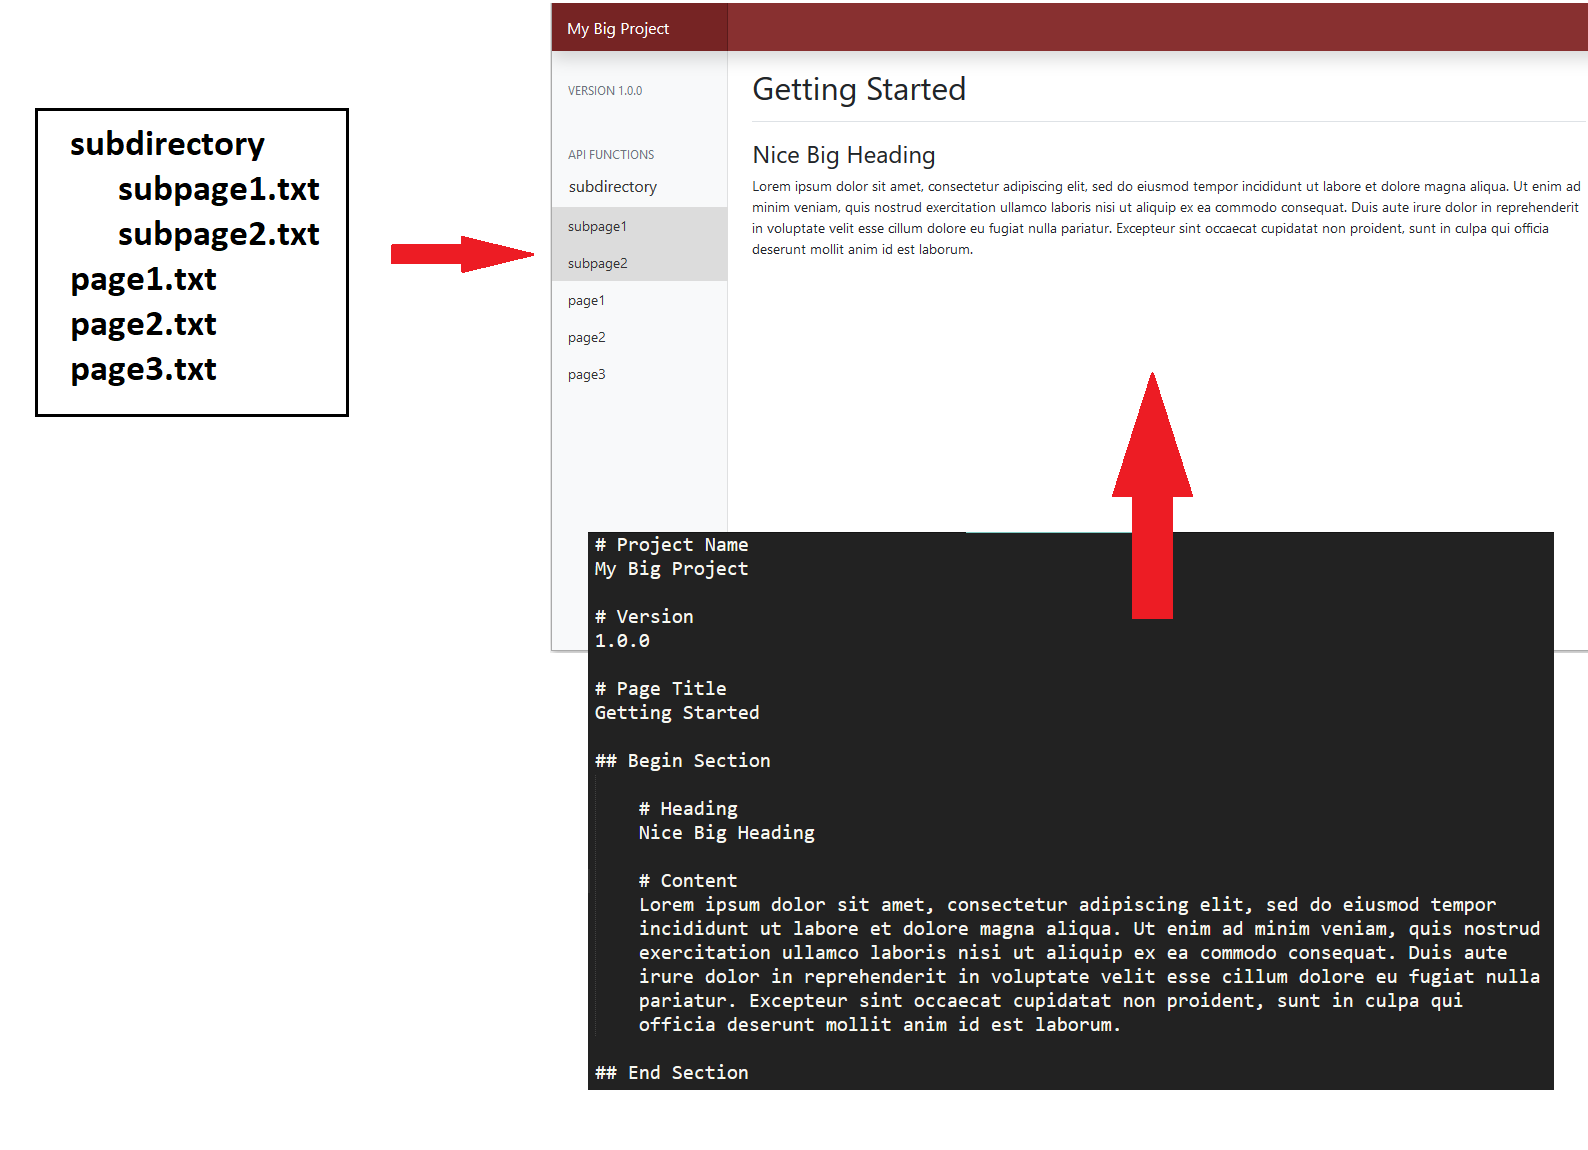 subdirectory
subpage1.txt
subpage2.txt
page1.txt
page2.txt
page3.txt
My Big Project
VERSION 1.0.0
API FUNCTIONS
subdirectory
subpage1
subpage2
page1
page2
page3
Getting Started
Nice Big Heading
Lorem ipsum dolor sit amet, consectetur adipiscing elit, sed do eiusmod tempor incididunt ut labore et dolore magna aliqua. Ut enim ad
minim veniam, quis nostrud exercitation ullamco laboris nisi ut aliquip ex ea commodo consequat. Duis aute irure dolor in reprehenderit
in voluptate velit esse cillum dolore eu fugiat nulla pariatur. Excepteur sint occaecat cupidatat non proident, sunt in culpa qui officia
deserunt mollit anim id est laborum.
# Project Name
My Big Project
# Version
1.0.0
# Page Title
Getting Started
## Begin Section
# Heading
Nice Big Heading
# Content
Lorem ipsum dolor sit amet, consectetur adipiscing elit, sed do eiusmod tempor
incididunt ut labore et dolore magna aliqua. Ut enim ad minim veniam, quis nostrud
exercitation ullamco laboris nisi ut aliquip ex ea commodo consequat. Duis aute
irure dolor in reprehenderit in voluptate velit esse cillum dolore eu fugiat nulla
pariatur. Excepteur sint occaecat cupidatat non proident, sunt in culpa qui
officia deserunt mollit anim id est laborum.
## End Section